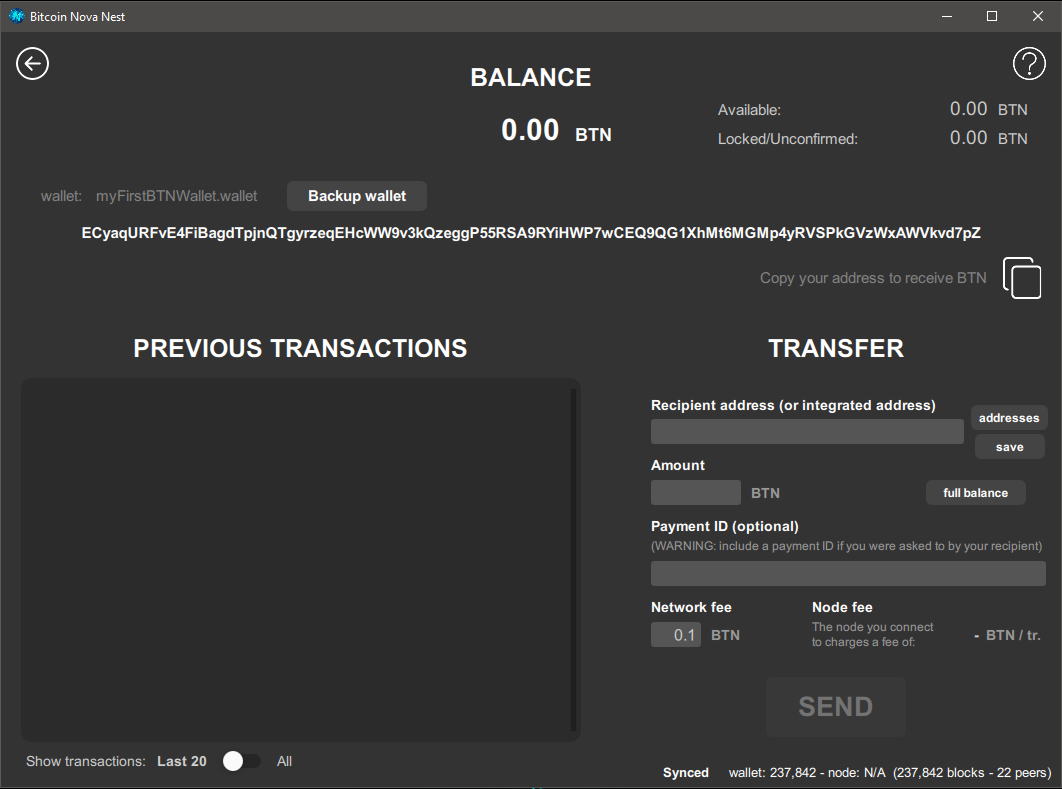 Bitcoin Nova Nest
BALANCE
0.00 BTN
Available: 0.00 BTN
Locked/Unconfirmed: 0.00 BTN
wallet: myFirstBTNWallet.wallet Backup wallet
ECyaqURFvE4FiBagdTpjnQTgyrzeqEHcWW9v3kQzeggP55RSA9RYiHWP7wCEQ9QG1XhMt6MGMp4yRVSPkGVzWxAWVkvd7pZ
Copy your address to receive BTN
PREVIOUS TRANSACTIONS
Show transactions: Last 20 All
TRANSFER
Recipient address (or integrated address)
addresses
save
Amount
BTN
full balance
Payment ID (optional)
(WARNING: include a payment ID if you were asked to by your recipient)
Network fee
0.1 BTN
Node fee
The node you connect
to charges a fee of:
- BTN / tr.
SEND
Synced wallet: 237,842 - node: N/A (237,842 blocks - 22 peers)